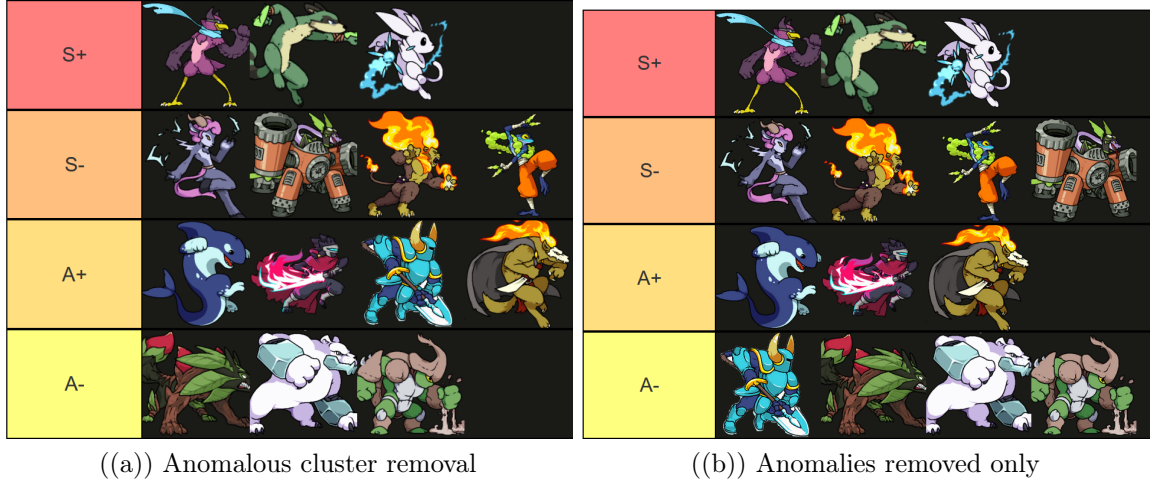 S+
S-
A+
A-
((a)) Anomalous cluster removal
S+
S-
A+
A-
((b)) Anomalies removed only